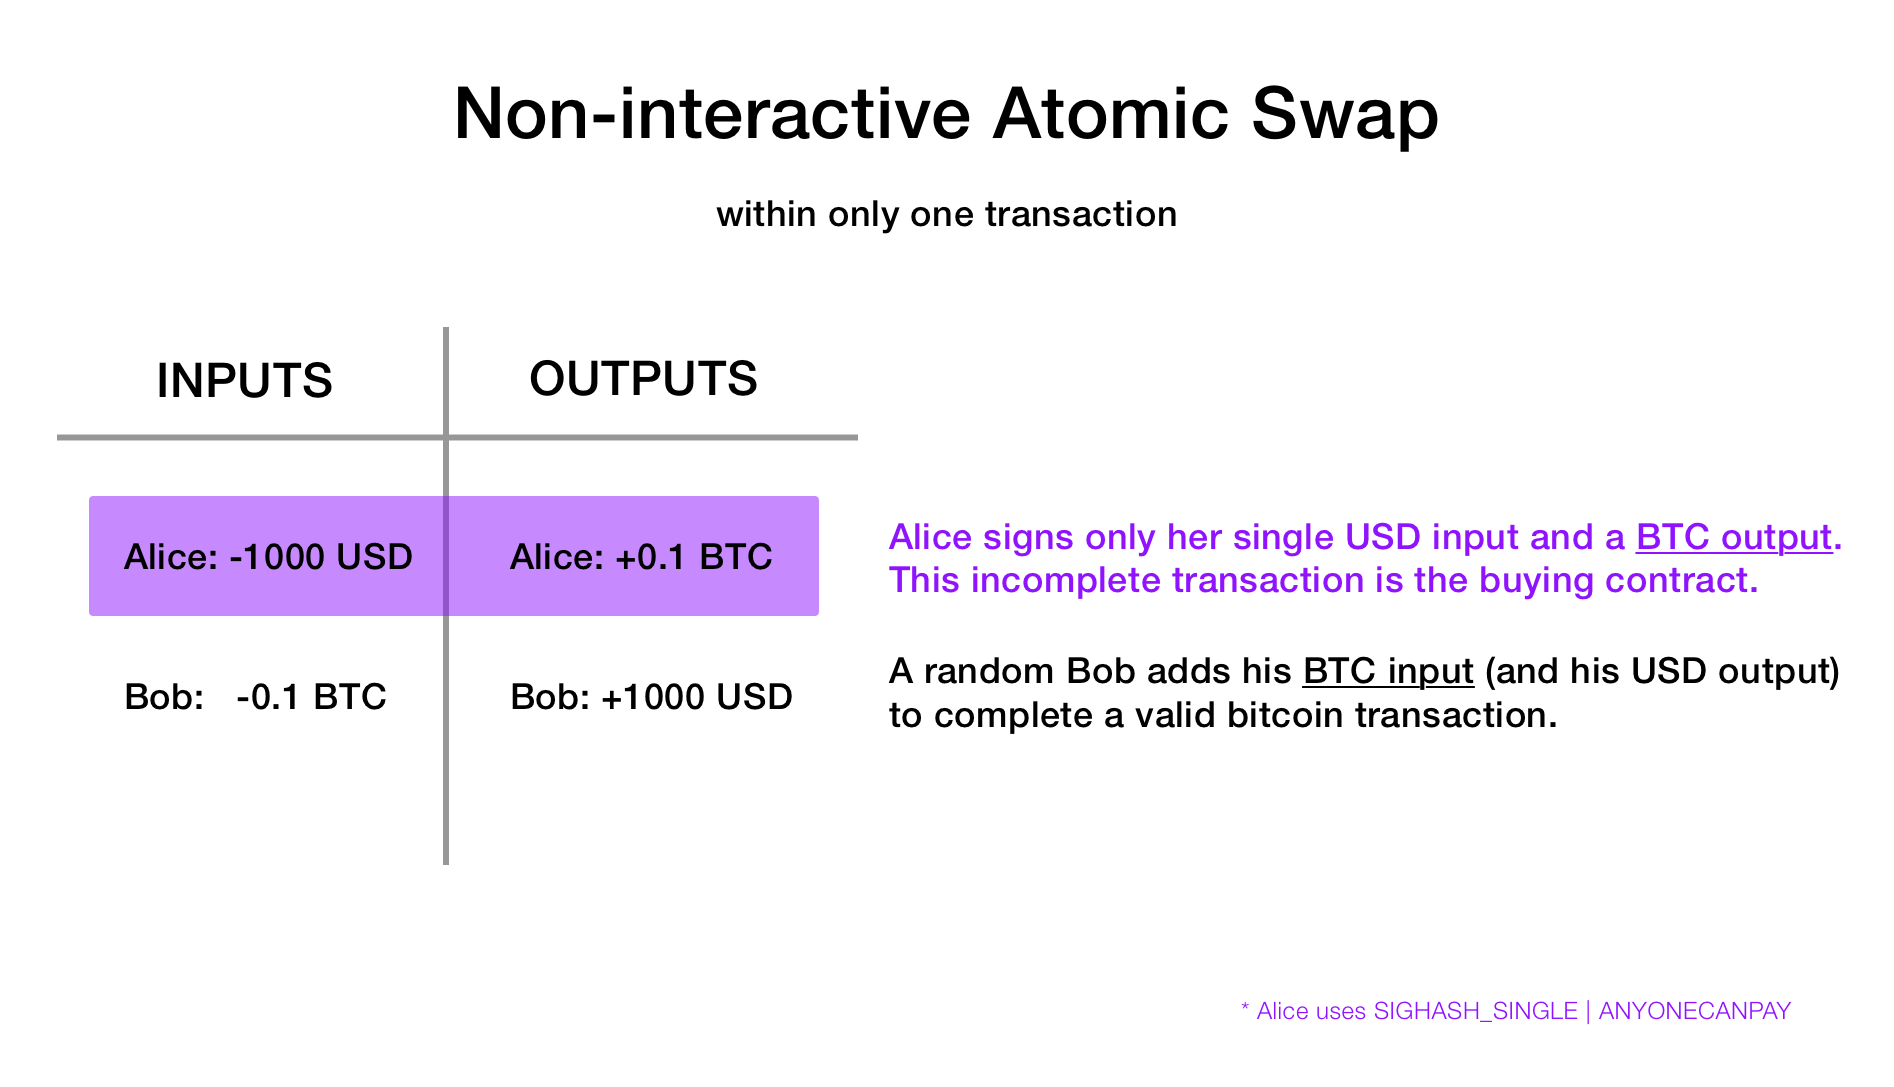 Non-interactive Atomic Swap
within only one transaction
INPUTS
OUTPUTS
Alice: -1000 USD
Alice: +0.1 BTC
Alice signs only her single USD input and a BTC output.
This incomplete transaction is the buying contract.
Bob: -0.1 BTC
Bob: +1000 USD
A random Bob adds his BTC input (and his USD output)
to complete a valid bitcoin transaction.
* Alice uses SIGHASH_SINGLE | ANYONECANPAY